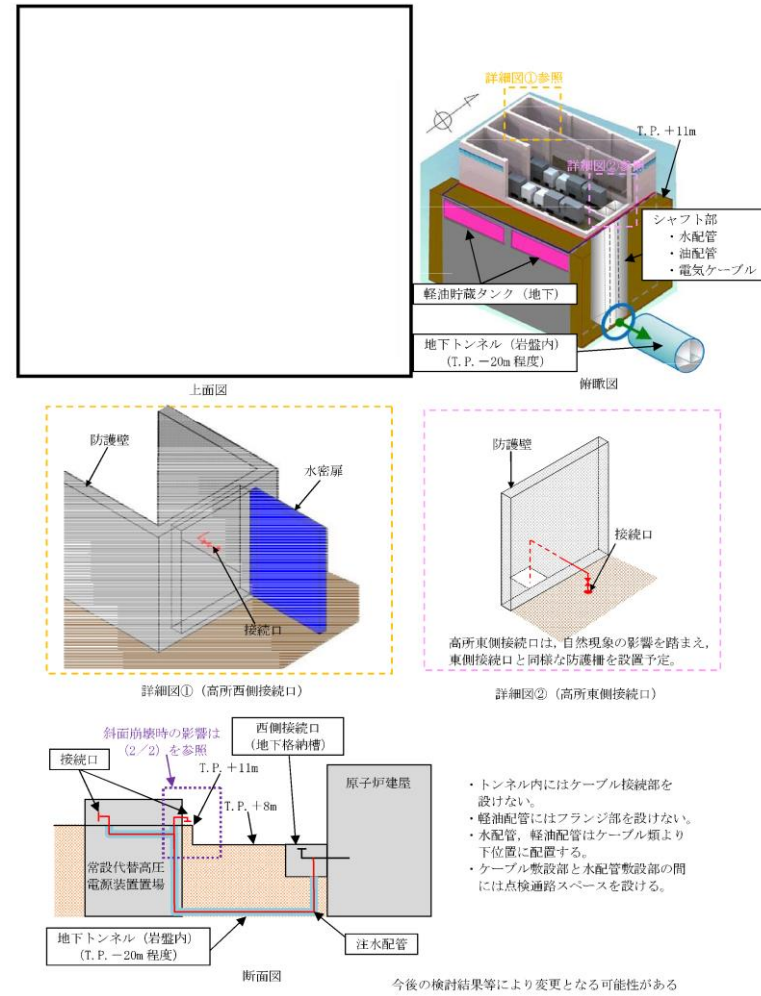 詳細図①参照
T.P.+11m
詳細図②参照
シャフト部
・水配管
・油配管
・電気ケーブル
軽油貯蔵タンク(地下)
地下トンネル(岩盤内)
(T.P.-20m 程度)
上面図
俯瞰図
防護壁
水密扉
接続口
詳細図①(高所西側接続口)
防護壁
接続口
高所東側接続口は,自然現象の影響を踏まえ,
東側接続口と同様な防護柵を設置予定。
詳細図②(高所東側接続口)
斜面崩壊時の影響は
(2/2)を参照
西側接続口
(地下格納槽)
接続口
T.P.+11m
T.P.+8m
原子炉建屋
常設代替高圧
電源装置置場
地下トンネル(岩盤内)
(T.P.-20m 程度)
注水配管
断面図
・トンネル内にはケーブル接続部を
設けない。
・軽油配管にはフランジ部を設けない。
・水配管,軽油配管はケーブル類より
下位置に配置する。
・ケーブル敷設部と水配管敷設部の間
には点検通路スペースを設ける。
今後の検討結果等により変更となる可能性がある